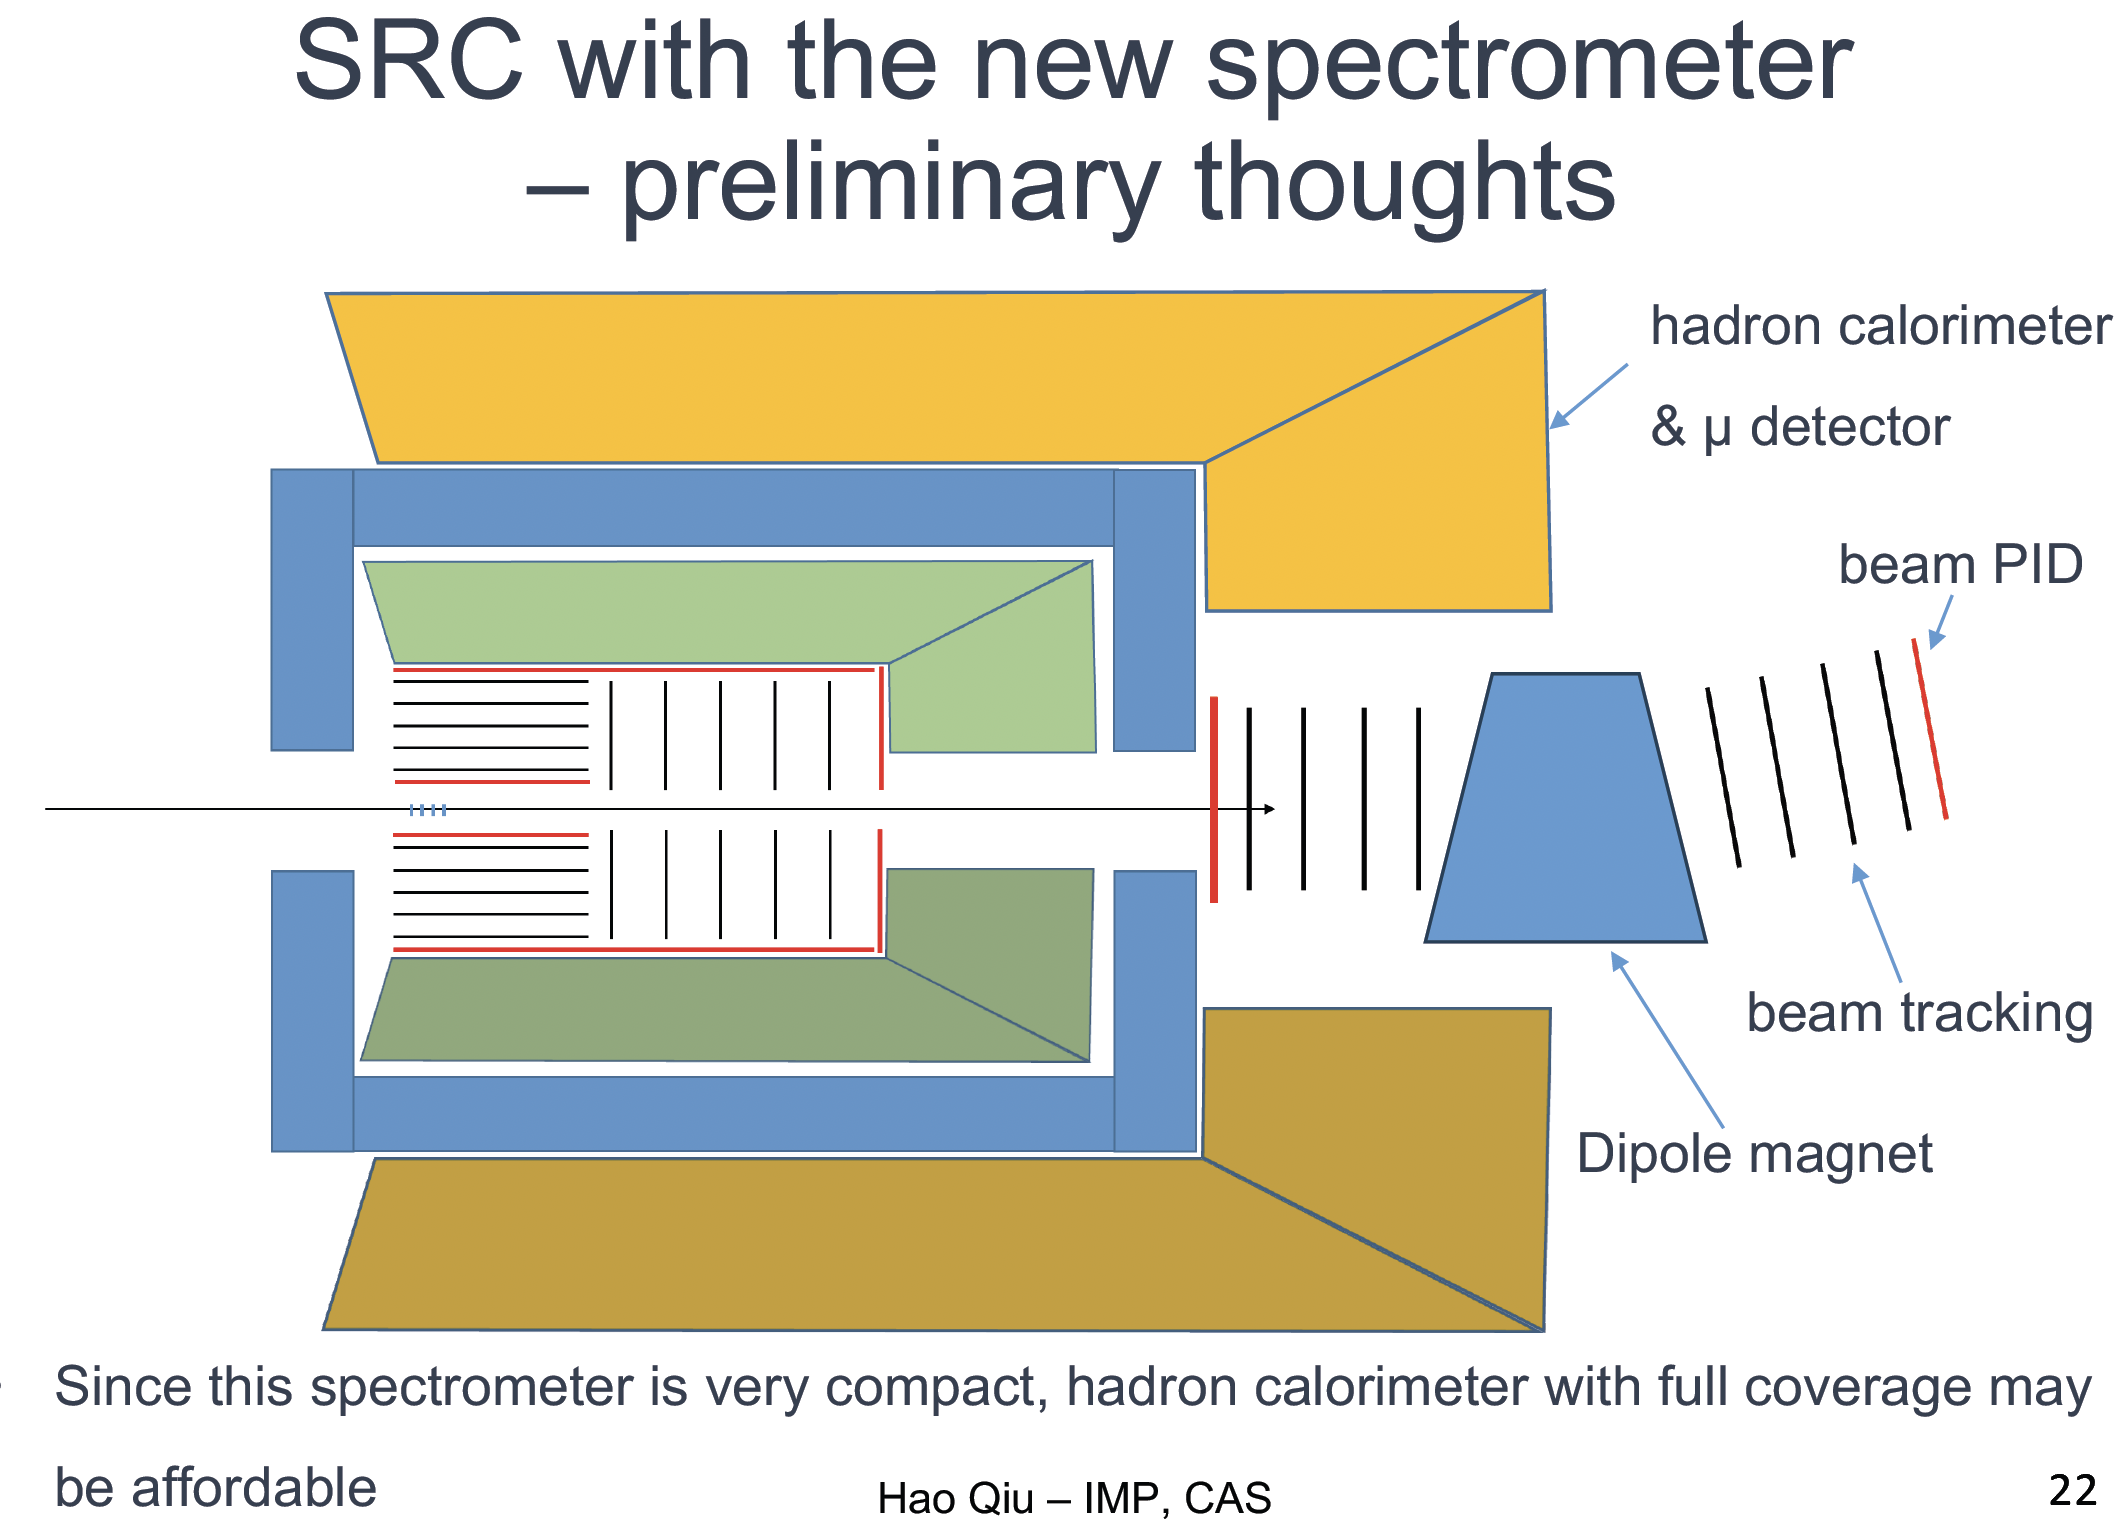 SRC with the new spectrometer
– preliminary thoughts
hadron calorimeter
& μ detector
beam PID
beam tracking
Dipole magnet
Since this spectrometer is very compact, hadron calorimeter with full coverage may
be affordable
Hao Qiu – IMP, CAS
22